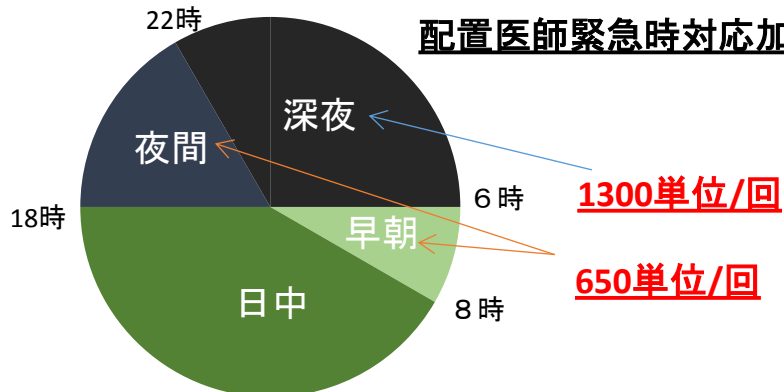 22時
配置医師緊急時対応加
深夜
夜間
6時
1300単位/回
18時
早朝
650単位/回
日中
８時